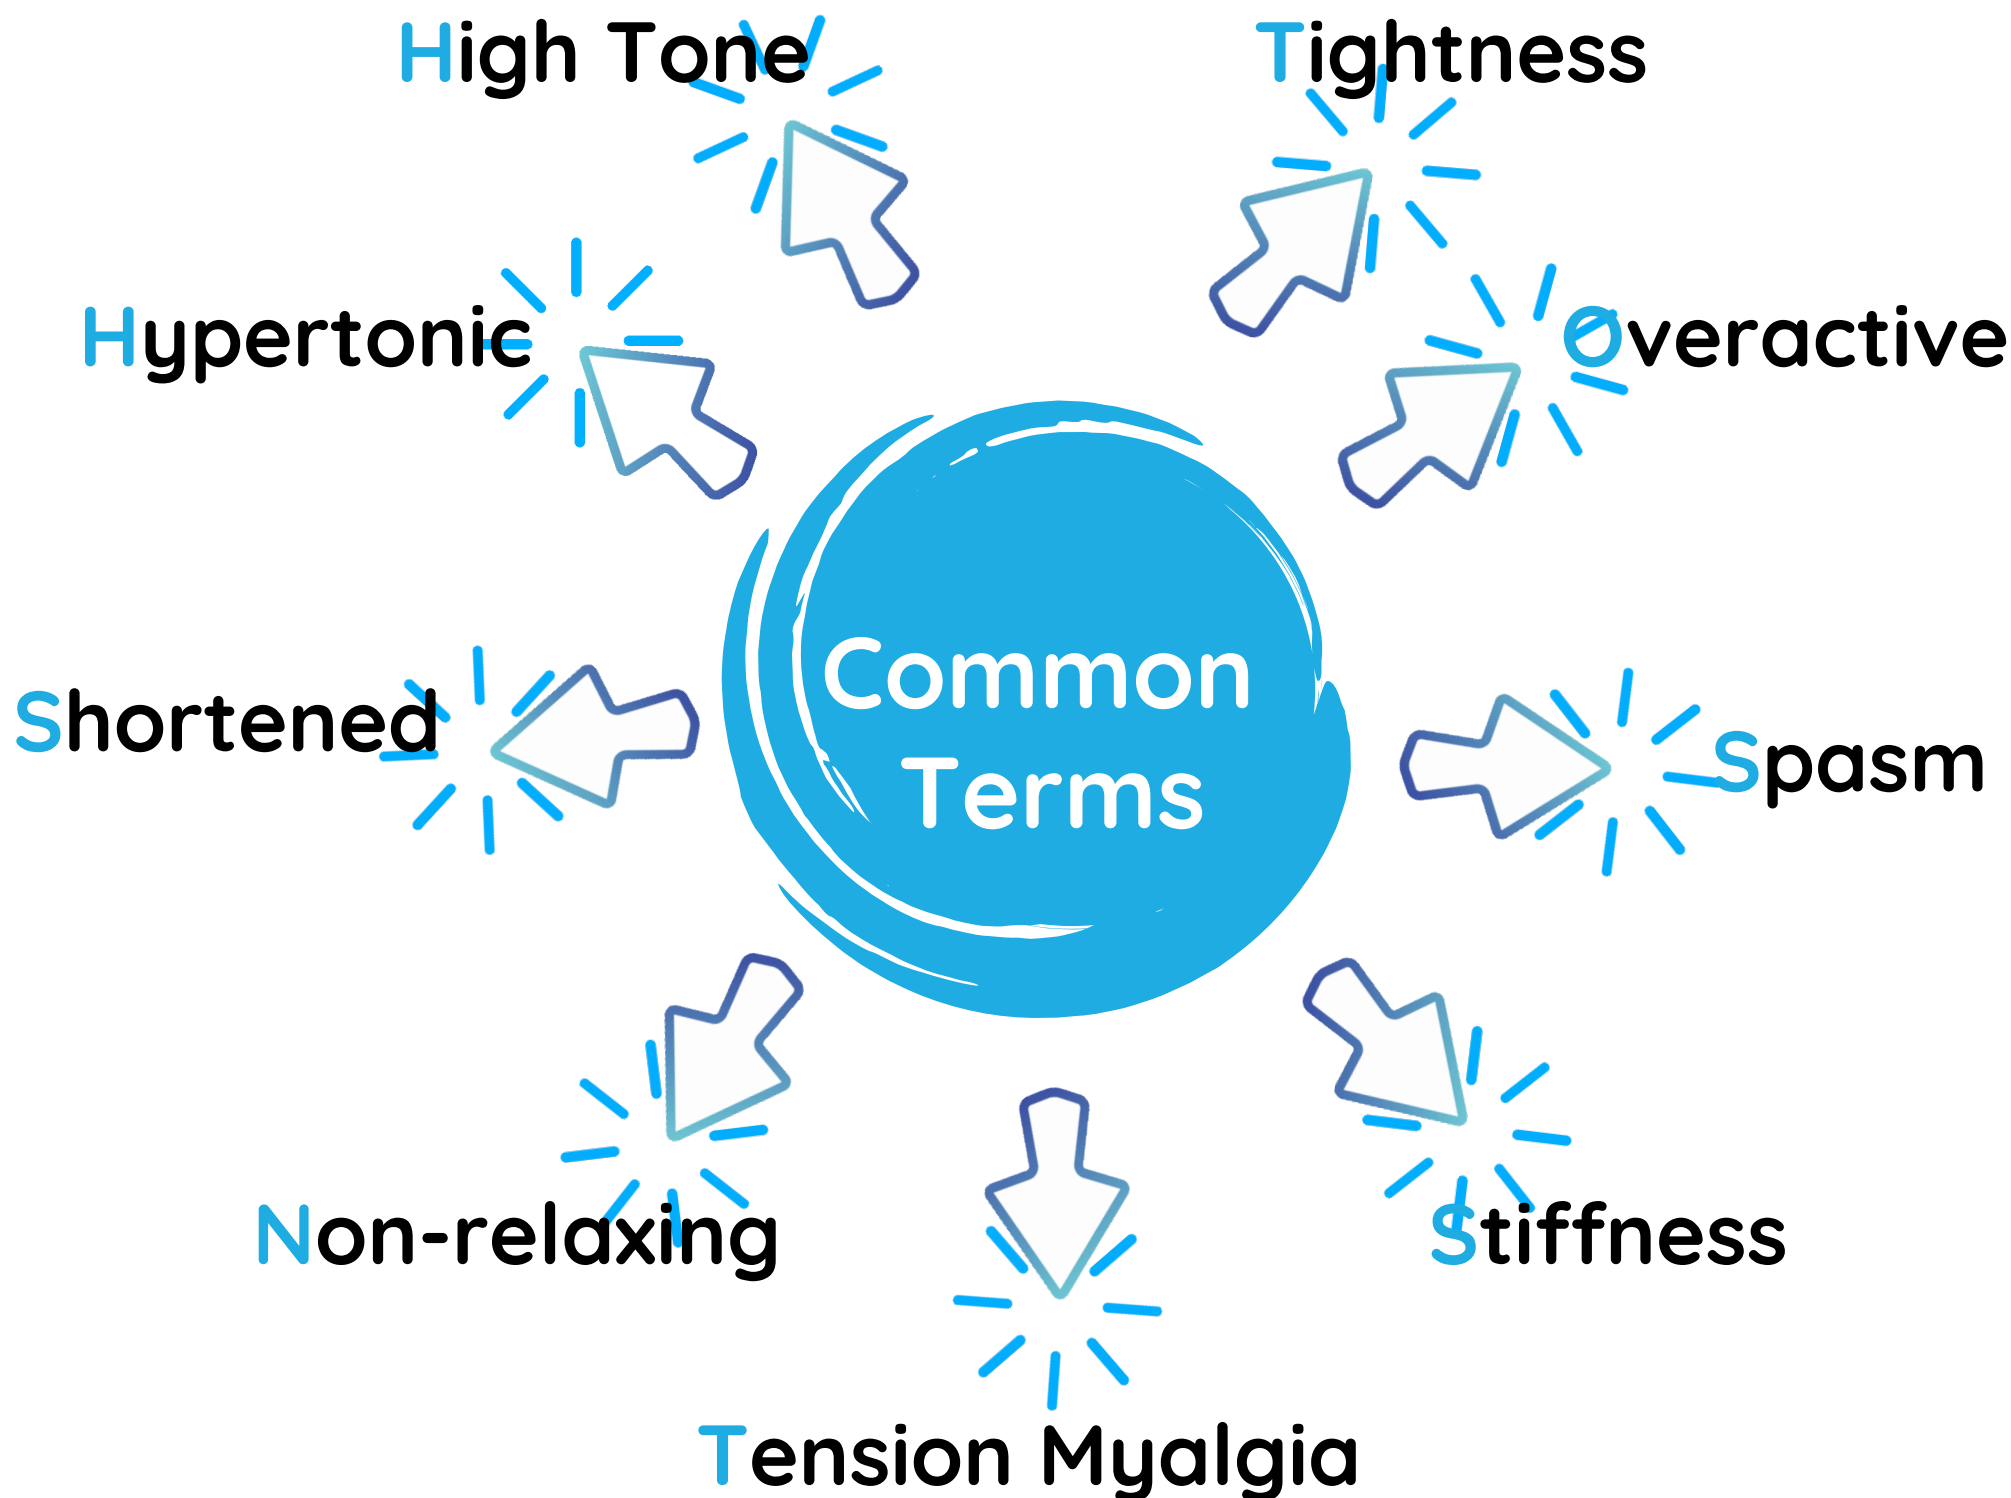 High Tone
Tightness
Hypertonic
Overactive
Common
Terms
Shortened
Spasm
Non-relaxing
Stiffness
Tension Myalgia